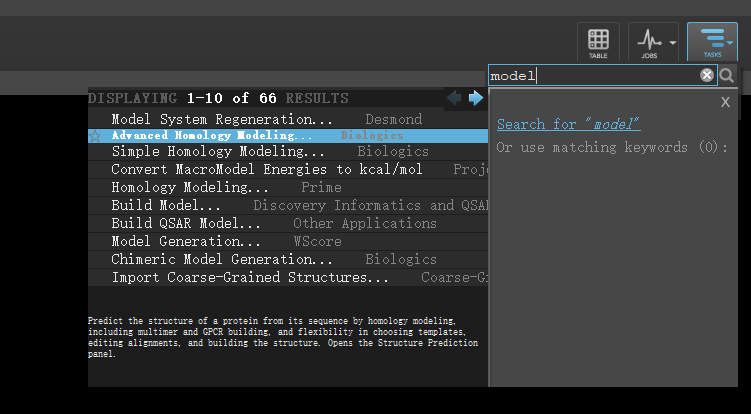 TABLE
JOBS
TASKS
model
DISPLAYING 1-10 of 66 RESULTS
X
Model System Regeneration... Desmond
Search for "model"
Advanced Homology Modeling... Biologics
Or use matching keywords (0):
Simple Homology Modeling... Biologics
Convert MacroModel Energies to kcal/mol Proj
Homology Modeling... Prime
Build Model... Discovery Informatics and QSA
Build QSAR Model... Other Applications
Model Generation... WScore
Chimeric Model Generation... Biologics
Import Coarse-Grained Structures... Coarse-G
Predict the structure of a protein from its sequence by homology modeling,
including multimer and GPCR building, and flexibility in choosing templates,
editing alignments, and building the structure. Opens the Structure Prediction
panel.